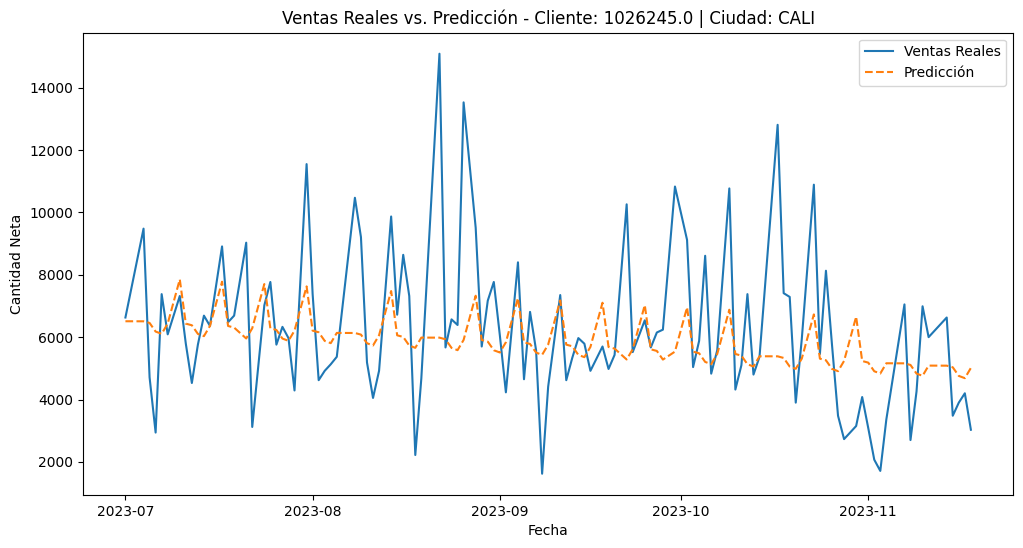 Ventas Reales vs. Predicción - Cliente: 1026245.0 | Ciudad: CALI
Ventas Reales
Predicción
Cantidad Neta
14000
12000
10000
8000
6000
4000
2000
2023-07
2023-08
2023-09
2023-10
2023-11
Fecha